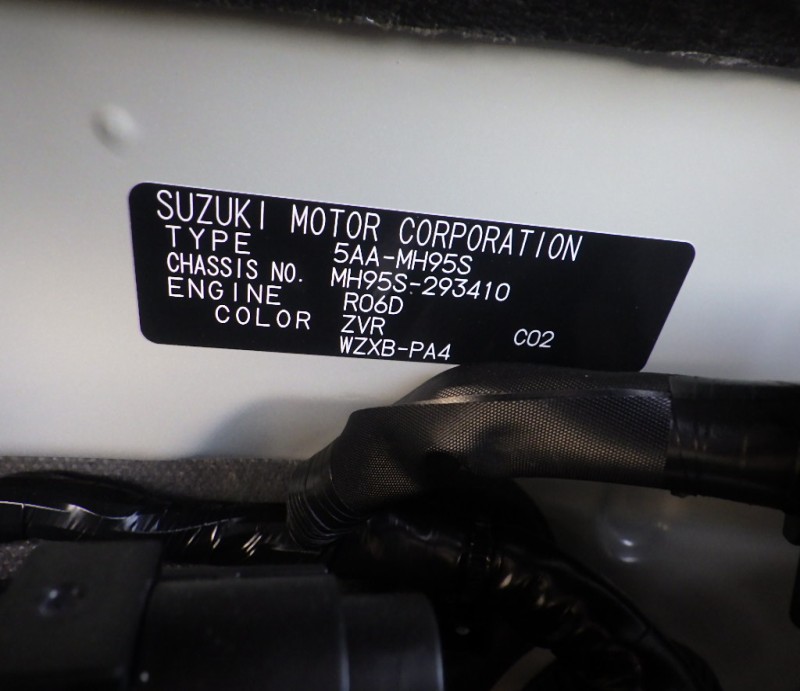 SUZUKI MOTOR CORPORATION
TYPE 5AA-MH95S
CHASSIS NO. MH95S-293410
ENGINE R06D
COLOR ZVR
WZXB-PA4 C02